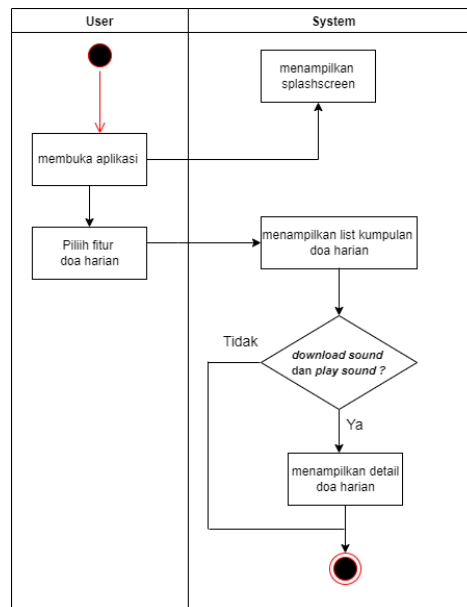 User
System
menampilkan
splashscreen
membuka aplikasi
Piliih fitur
doa harian
menampilkan list kumpulan
doa harian
Tidak
download sound
dan play sound ?
Ya
menampilkan detail
doa harian